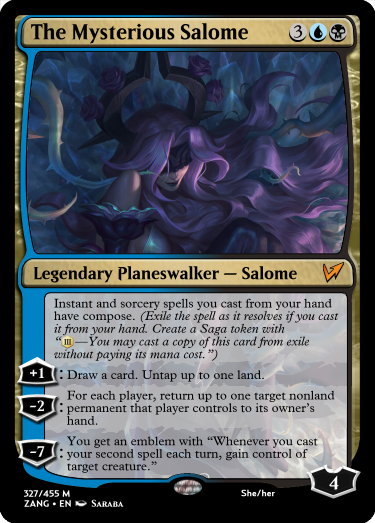 The Mysterious Salome 3
Legendary Planeswalker — Salome
Instant and sorcery spells you cast from your hand
have compose. (Exile the spell as it resolves if you cast
it from your hand. Create a Saga token with
“III—You may cast a copy of this card from exile
without paying its mana cost.”)
+1: Draw a card. Untap up to one land.
-2: For each player, return up to one target nonland
permanent that player controls to its owner’s
hand.
-7: You get an emblem with “Whenever you cast
your second spell each turn, gain control of
target creature.”
4
327/455 M
ZANG • EN Saraba
She/her